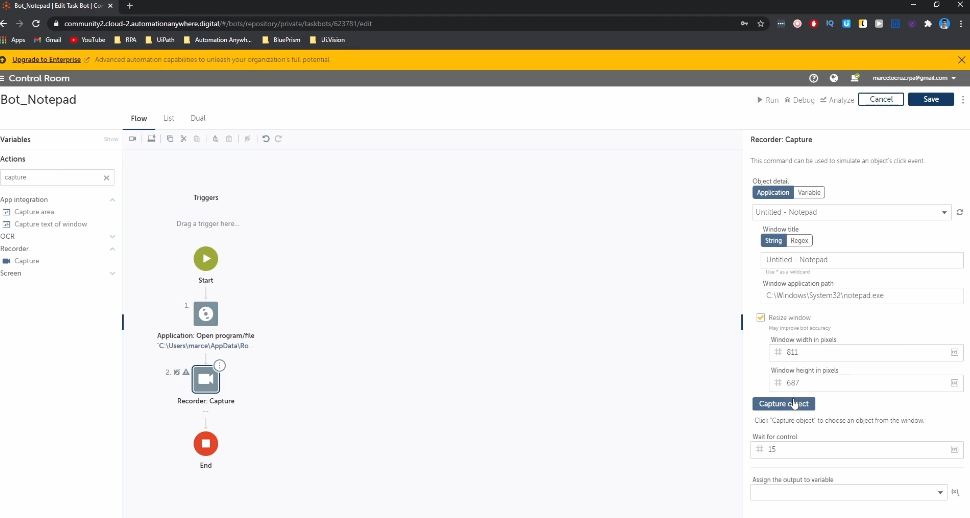 Bot_Notepad | Edit Task Bot | Co
community2.cloud-2.automationanywhere.digital/#/bots/repository/private/taskbots/623781/edit
Apps Gmail YouTube RPA UiPath Automation Anywh... BluePrism Ui.Vision
Upgrade to Enterprise Advanced automation capabilities to unleash your organization's full potential.
Control Room
marcelocruz.rpa@gmail.com
Bot_Notepad
Run Debug Analyze Cancel Save
Flow List Dual
Variables Show
Actions
capture
App integration
Capture area
Capture text of window
OCR
Recorder
Capture
Screen
Triggers
Drag a trigger here...
Start
1.
Application: Open program/file
"C:\Users\marce\AppData\Ro...
2.
Recorder: Capture
...
End
Recorder: Capture
This command can be used to simulate an object's click event
Object detail
Application Variable
Untitled - Notepad
Window title
String Regex
Untitled - Notepad
Use * as a wildcard
Window application path
C:\Windows\System32\notepad.exe
Resize window
May improve bot accuracy
Window width in pixels
# 811
Window height in pixels
# 687
Capture object
Click "Capture object" to choose an object from the window.
Wait for control
# 15
Assign the output to variable
(x)